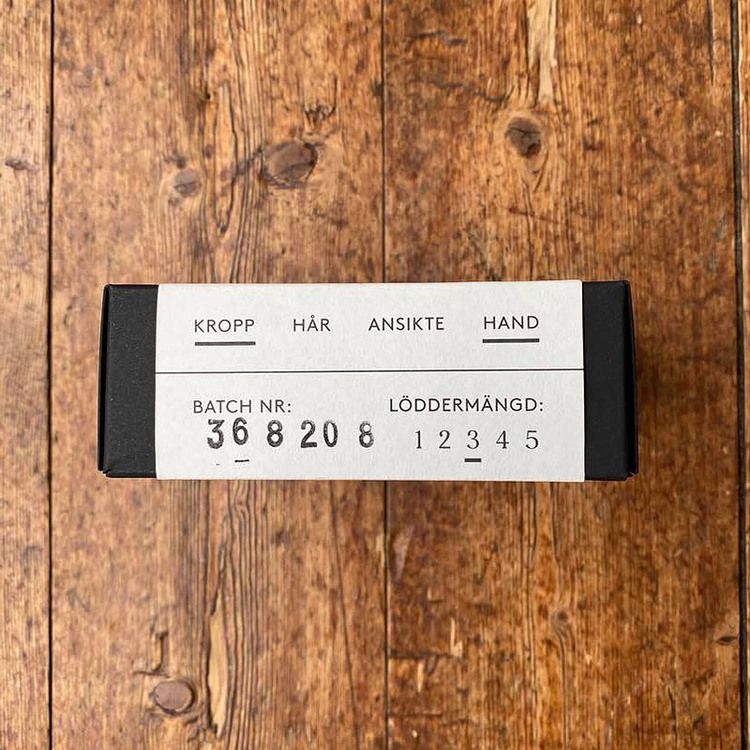 KROPP HÅR ANSIKTE HAND
BATCH NR: LÖDDERMÄNGD:
36 8 20 8 1 2 3 4 5